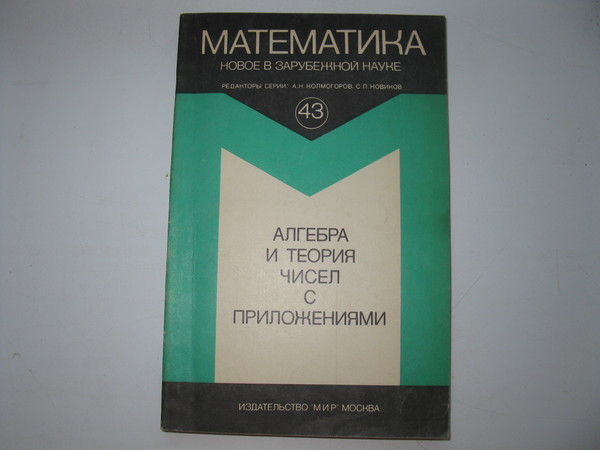 МАТЕМАТИКА
НОВОЕ В ЗАРУБЕЖНОЙ НАУКЕ
РЕДАКТОРЫ СЕРИИ: А.Н. КОЛМОГОРОВ, С.П. НОВИКОВ
43
АЛГЕБРА
И ТЕОРИЯ
ЧИСЕЛ
С
ПРИЛОЖЕНИЯМИ
ИЗДАТЕЛЬСТВО "МИР" МОСКВА